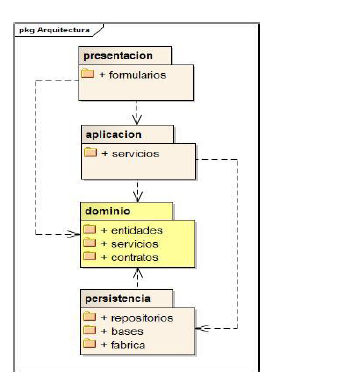 pkg Arquitectura
presentacion
+ formularios
aplicacion
+ servicios
dominio
+ entidades
+ servicios
+ contratos
persistencia
+ repositorios
+ bases
+ fabrica